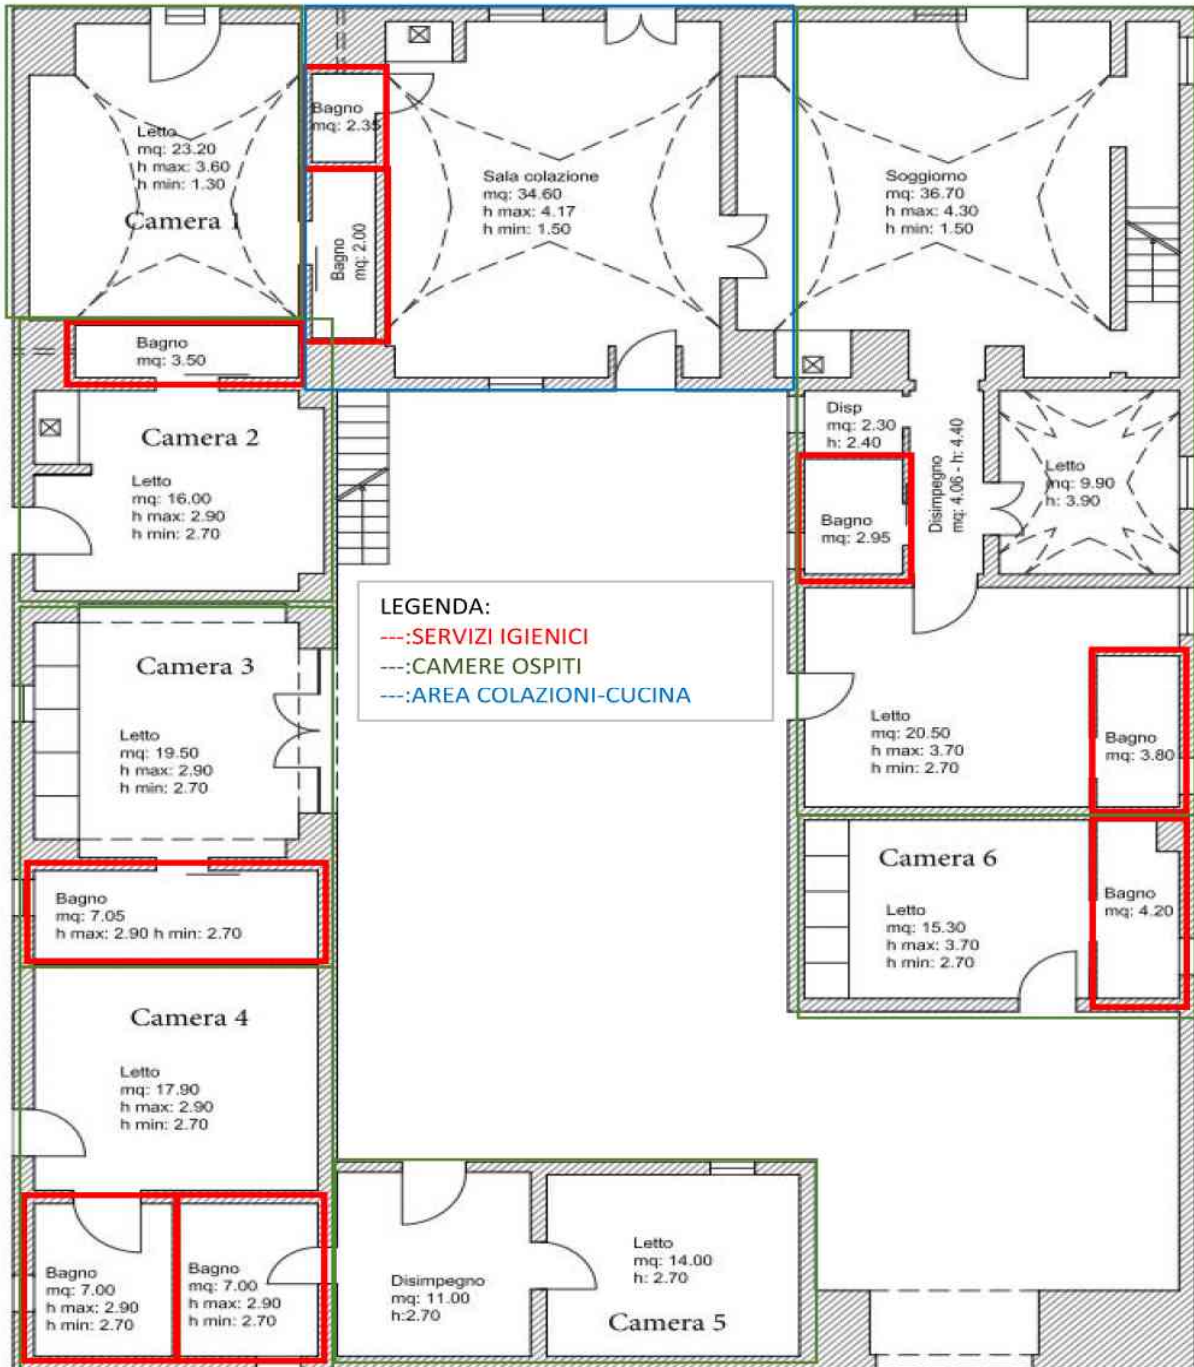 Letto
mq: 23.20
h max: 3.60
h min: 1.30
Camera 1
Bagno
mq: 2.35
Bagno
mq: 2.00
Sala colazione
mq: 34.60
h max: 4.17
h min: 1.50
Soggiorno
mq: 36.70
h max: 4.30
h min: 1.50
Bagno
mq: 3.50
Camera 2
Letto
mq: 16.00
h max: 2.90
h min: 2.70
Disp
mq: 2.30
h: 2.40
Disimpegno
mq: 4.06 - h: 4.40
Letto
mq: 9.90
h: 3.90
Bagno
mq: 2.95
LEGENDA:
---:SERVIZI IGIENICI
---:CAMERE OSPITI
---:AREA COLAZIONI-CUCINA
Camera 3
Letto
mq: 19.50
h max: 2.90
h min: 2.70
Letto
mq: 20.50
h max: 3.70
h min: 2.70
Bagno
mq: 3.80
Bagno
mq: 7.05
h max: 2.90 h min: 2.70
Camera 6
Letto
mq: 15.30
h max: 3.70
h min: 2.70
Bagno
mq: 4.20
Camera 4
Letto
mq: 17.90
h max: 2.90
h min: 2.70
Bagno
mq: 7.00
h max: 2.90
h min: 2.70
Bagno
mq: 7.00
h max: 2.90
h min: 2.70
Disimpegno
mq: 11.00
h:2.70
Letto
mq: 14.00
h: 2.70
Camera 5